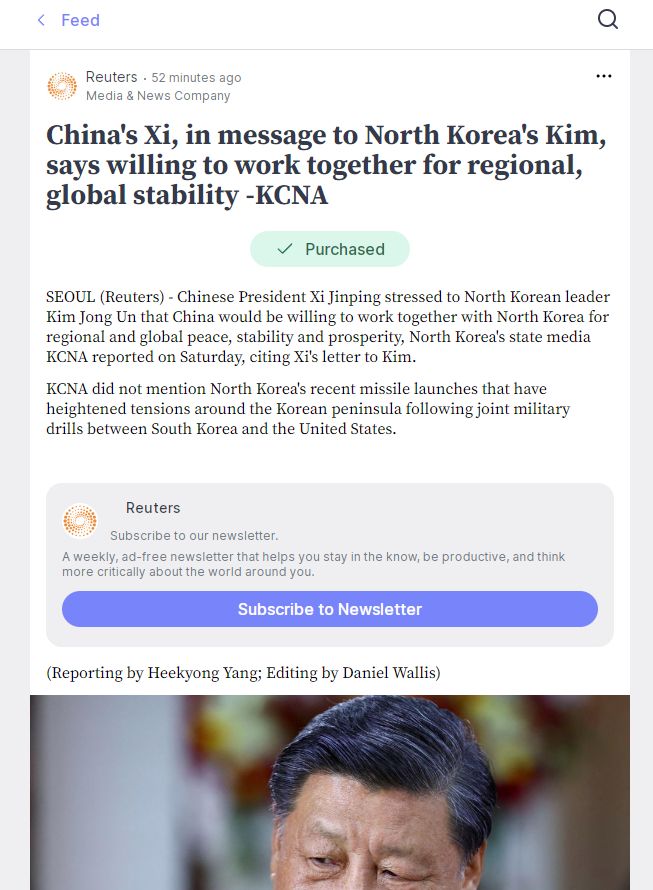 Feed
Reuters · 52 minutes ago
Media & News Company
China's Xi, in message to North Korea's Kim,
says willing to work together for regional,
global stability -KCNA
Purchased
SEOUL (Reuters) - Chinese President Xi Jinping stressed to North Korean leader
Kim Jong Un that China would be willing to work together with North Korea for
regional and global peace, stability and prosperity, North Korea's state media
KCNA reported on Saturday, citing Xi's letter to Kim.
KCNA did not mention North Korea's recent missile launches that have
heightened tensions around the Korean peninsula following joint military
drills between South Korea and the United States.
Reuters
Subscribe to our newsletter.
A weekly, ad-free newsletter that helps you stay in the know, be productive, and think
more critically about the world around you.
Subscribe to Newsletter
(Reporting by Heekyong Yang; Editing by Daniel Wallis)